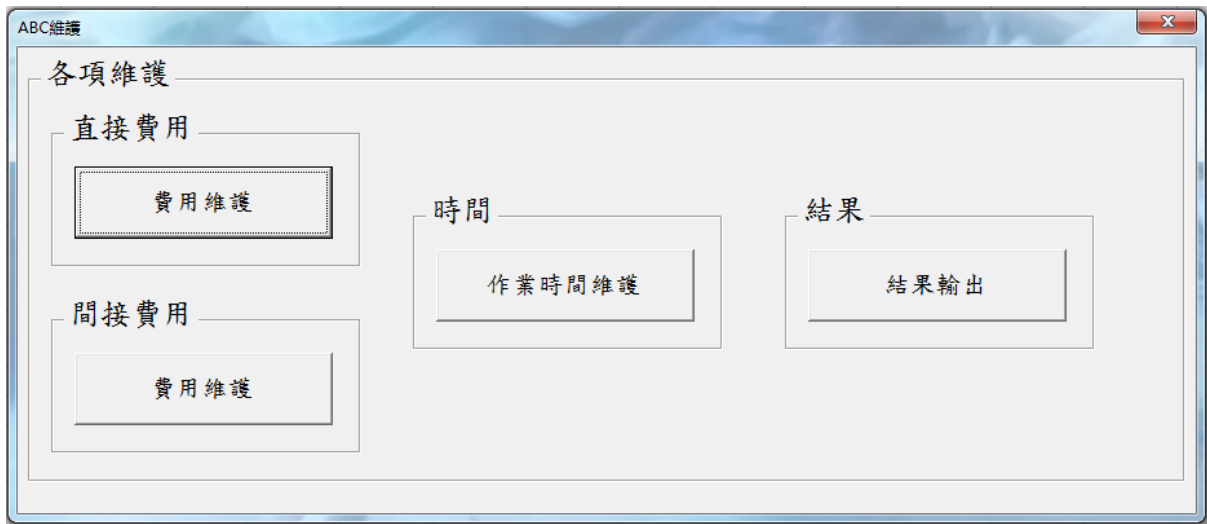 ABC維護
各項維護
直接費用
費用維護
間接費用
費用維護
時間
作業時間維護
結果
結果輸出